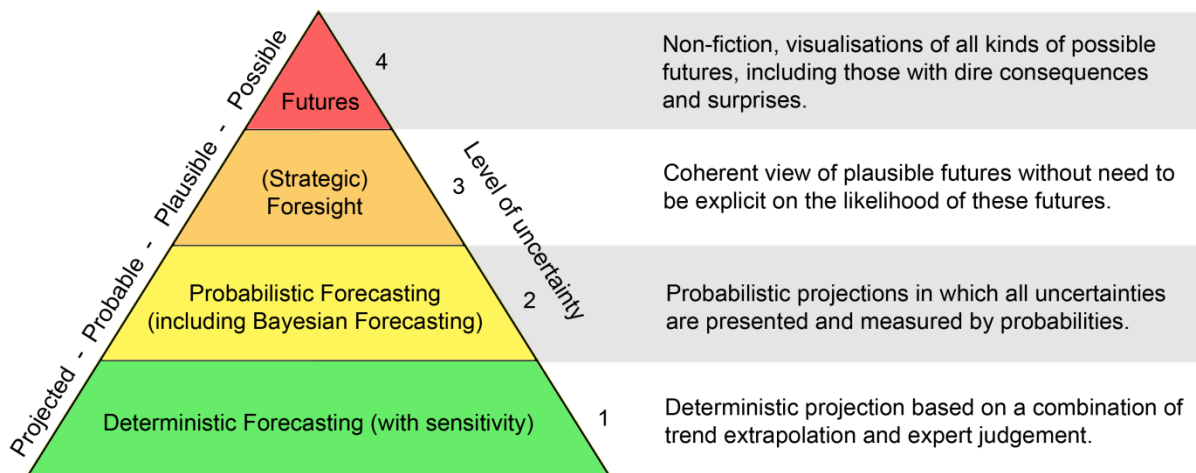 4
Futures
Non-fiction, visualisations of all kinds of possible
futures, including those with dire consequences
and surprises.
3
(Strategic)
Foresight
Coherent view of plausible futures without need to
be explicit on the likelihood of these futures.
2
Probabilistic Forecasting
(including Bayesian Forecasting)
Probabilistic projections in which all uncertainties
are presented and measured by probabilities.
1
Deterministic Forecasting (with sensitivity)
Deterministic projection based on a combination of
trend extrapolation and expert judgement.
Projected - Probable - Plausible - Possible
Level of uncertainty